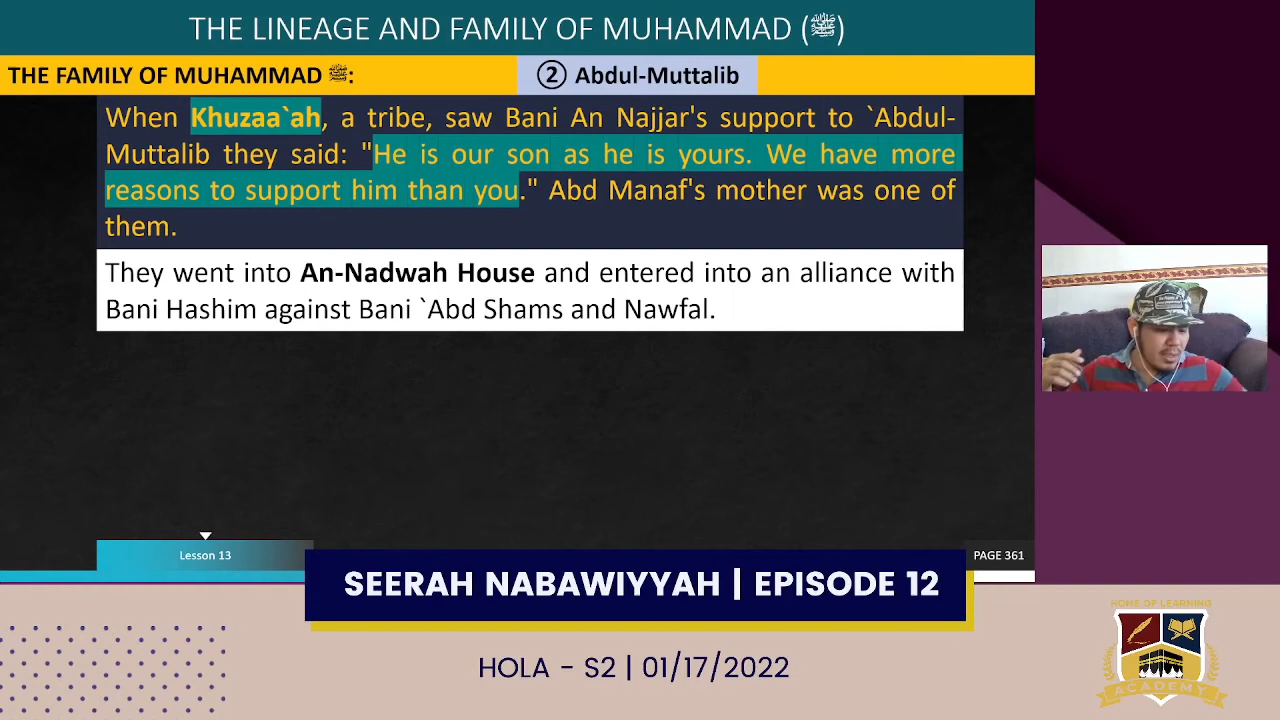 THE LINEAGE AND FAMILY OF MUHAMMAD (ﷺ)
THE FAMILY OF MUHAMMAD ﷺ:
② Abdul-Muttalib
When Khuzaa`ah, a tribe, saw Bani An Najjar's support to `Abdul-
Muttalib they said: "He is our son as he is yours. We have more
reasons to support him than you." Abd Manaf's mother was one of
them.
They went into An-Nadwah House and entered into an alliance with
Bani Hashim against Bani `Abd Shams and Nawfal.
Lesson 13
PAGE 361
SEERAH NABAWIYYAH | EPISODE 12
HOLA - S2 | 01/17/2022
HOME OF LEARNING
ACADEMY